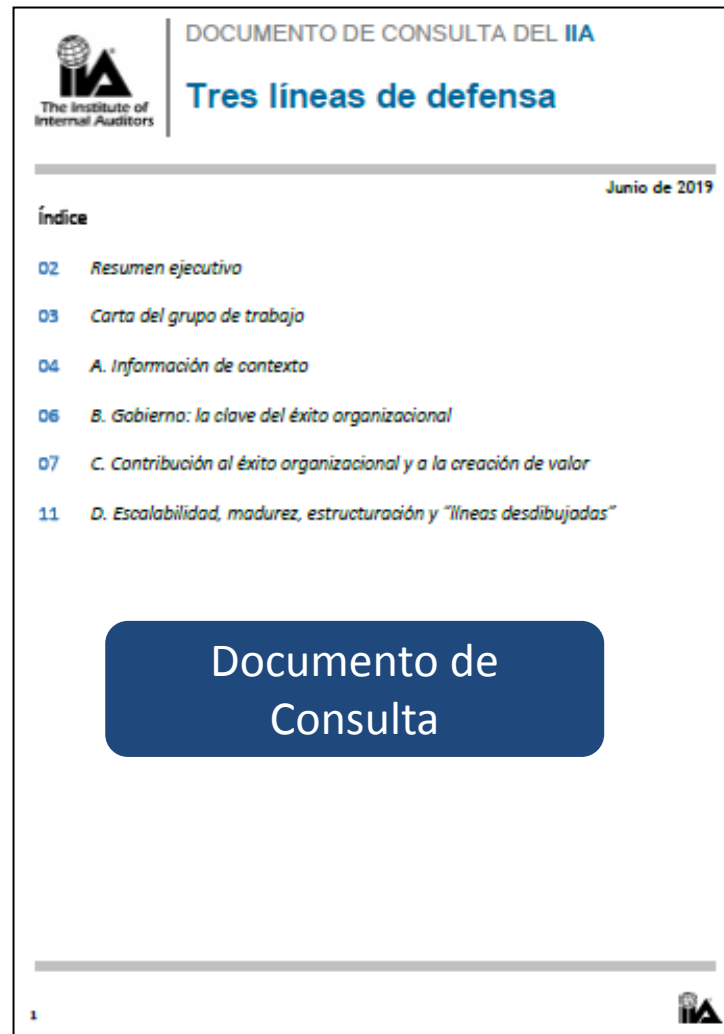 DOCUMENTO DE CONSULTA DEL IIA
IIA
The Institute of
Internal Auditors
Tres líneas de defensa
Junio de 2019
Índice
02 Resumen ejecutivo
03 Carta del grupo de trabajo
04 A. Información de contexto
06 B. Gobierno: la clave del éxito organizacional
07 C. Contribución al éxito organizacional y a la creación de valor
11 D. Escalabilidad, madurez, estructuración y “líneas desdibujadas”
Documento de
Consulta
1
IIA